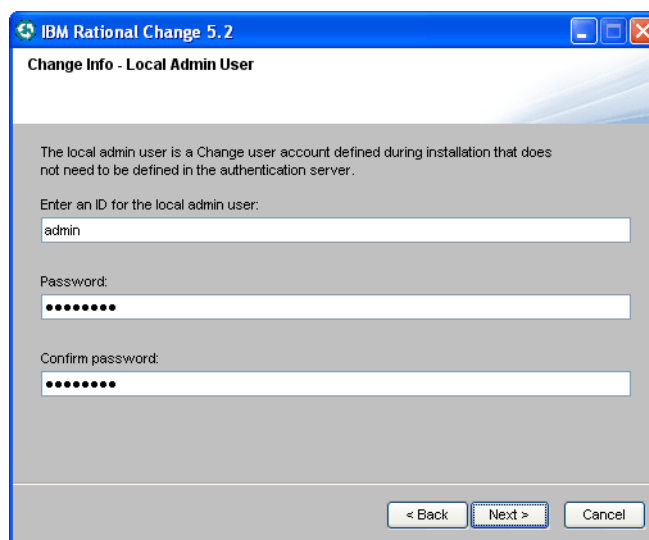 IBM Rational Change 5.2
Change Info - Local Admin User
The local admin user is a Change user account defined during installation that does
not need to be defined in the authentication server.
Enter an ID for the local admin user:
admin
Password:
●●●●●●●●
Confirm password:
●●●●●●●●
< Back
Next >
Cancel